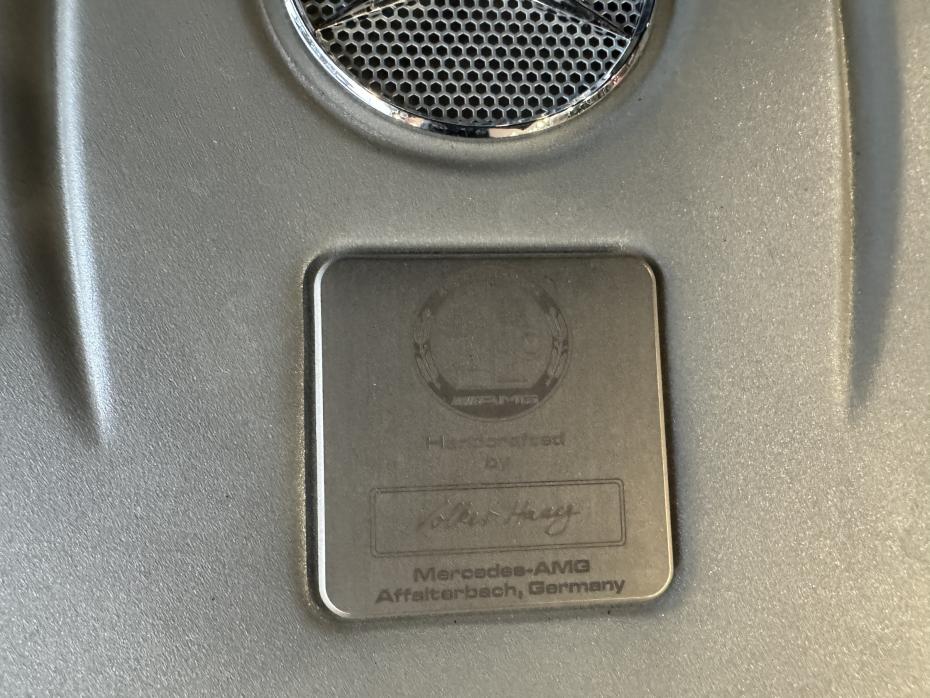 AMG
Handcrafted
by
Volker Haag
Mercedes-AMG
Affalterbach, Germany